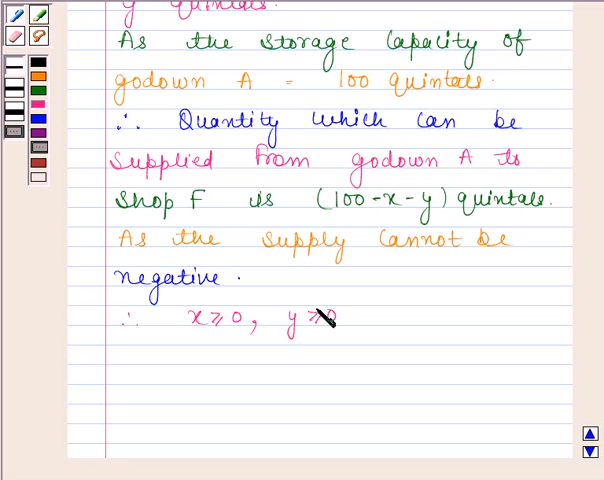 y quintals.
As the storage capacity of
godown A = 100 quintals.
∴ Quantity which can be
supplied from godown A to
shop F is (100-x-y) quintals.
As the supply cannot be
negative.
∴ x ⩾ 0, y ⩾ 0